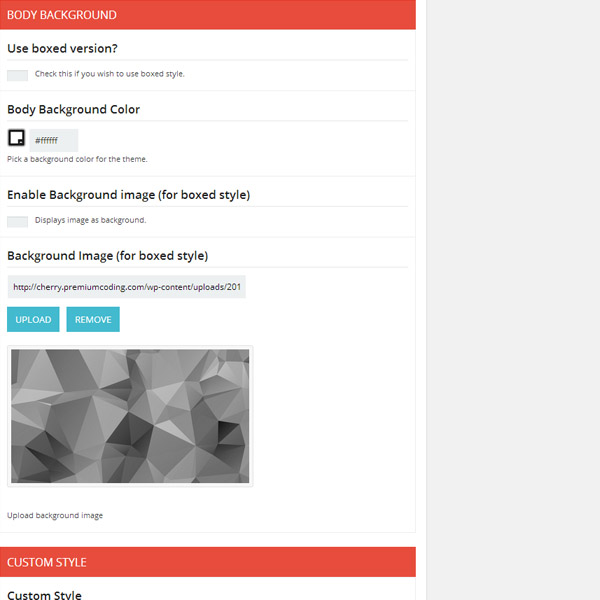 BODY BACKGROUND
Use boxed version?
Check this if you wish to use boxed style.
Body Background Color
#ffffff
Pick a background color for the theme.
Enable Background image (for boxed style)
Displays image as background.
Background Image (for boxed style)
http://cherry.premiumcoding.com/wp-content/uploads/201
UPLOAD REMOVE
Upload background image
CUSTOM STYLE
Custom Style